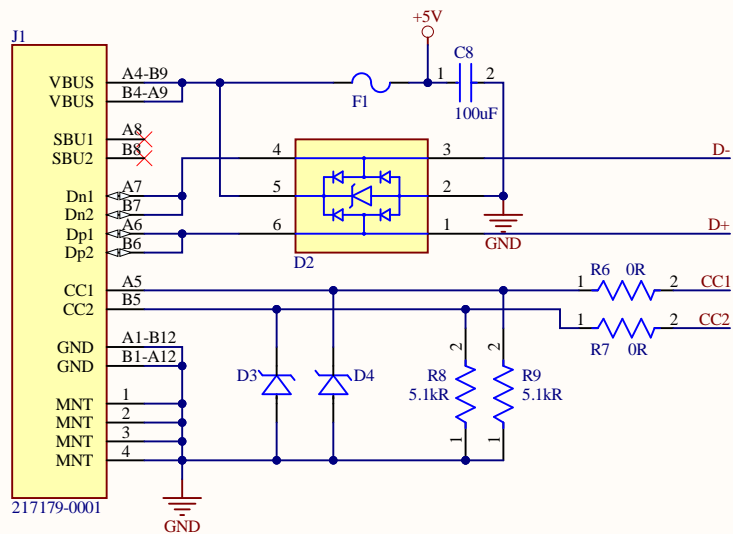 +5V
J1
C8
VBUS A4-B9
1 2
VBUS B4-A9
F1
100uF
SBU1 A8
SBU2 B8
4 3 D-
Dn1 A7
5 2
Dn2 B7
Dp1 A6
6 1 D+
Dp2 B6
GND
D2
CC1 A5
1 R6 0R 2 CC1
CC2 B5
1 2 CC2
R7 0R
GND A1-B12
GND B1-A12
2 2
D3 D4 R8 R9
5.1kR 5.1kR
MNT 1
MNT 2
MNT 3
1 1
MNT 4
217179-0001
GND